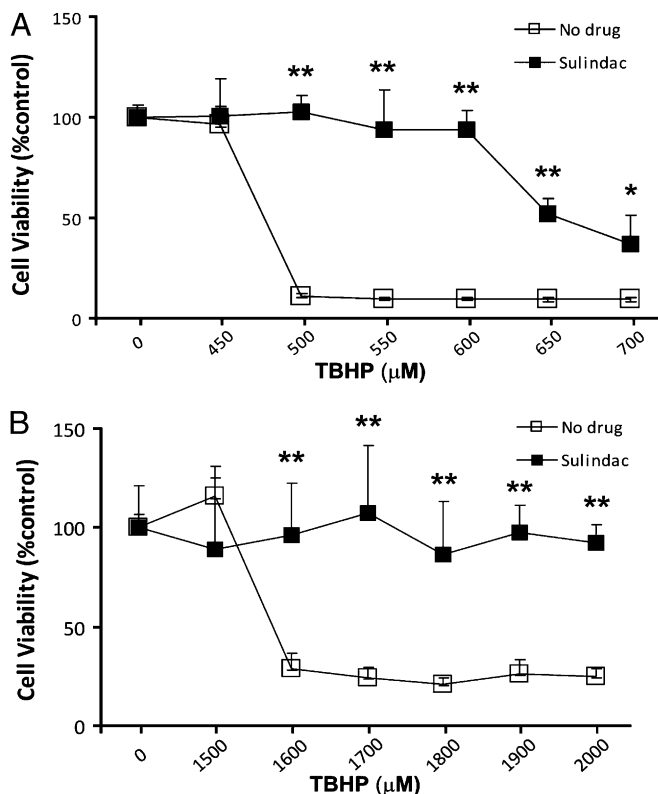 A
No drug
Sulindac
Cell Viability (%control)
150
100
50
0
** ** ** ** *
0 450 500 550 600 650 700
TBHP (μM)
B
No drug
Sulindac
Cell Viability (%control)
150
100
50
0
** ** ** ** **
0 1500 1600 1700 1800 1900 2000
TBHP (μM)